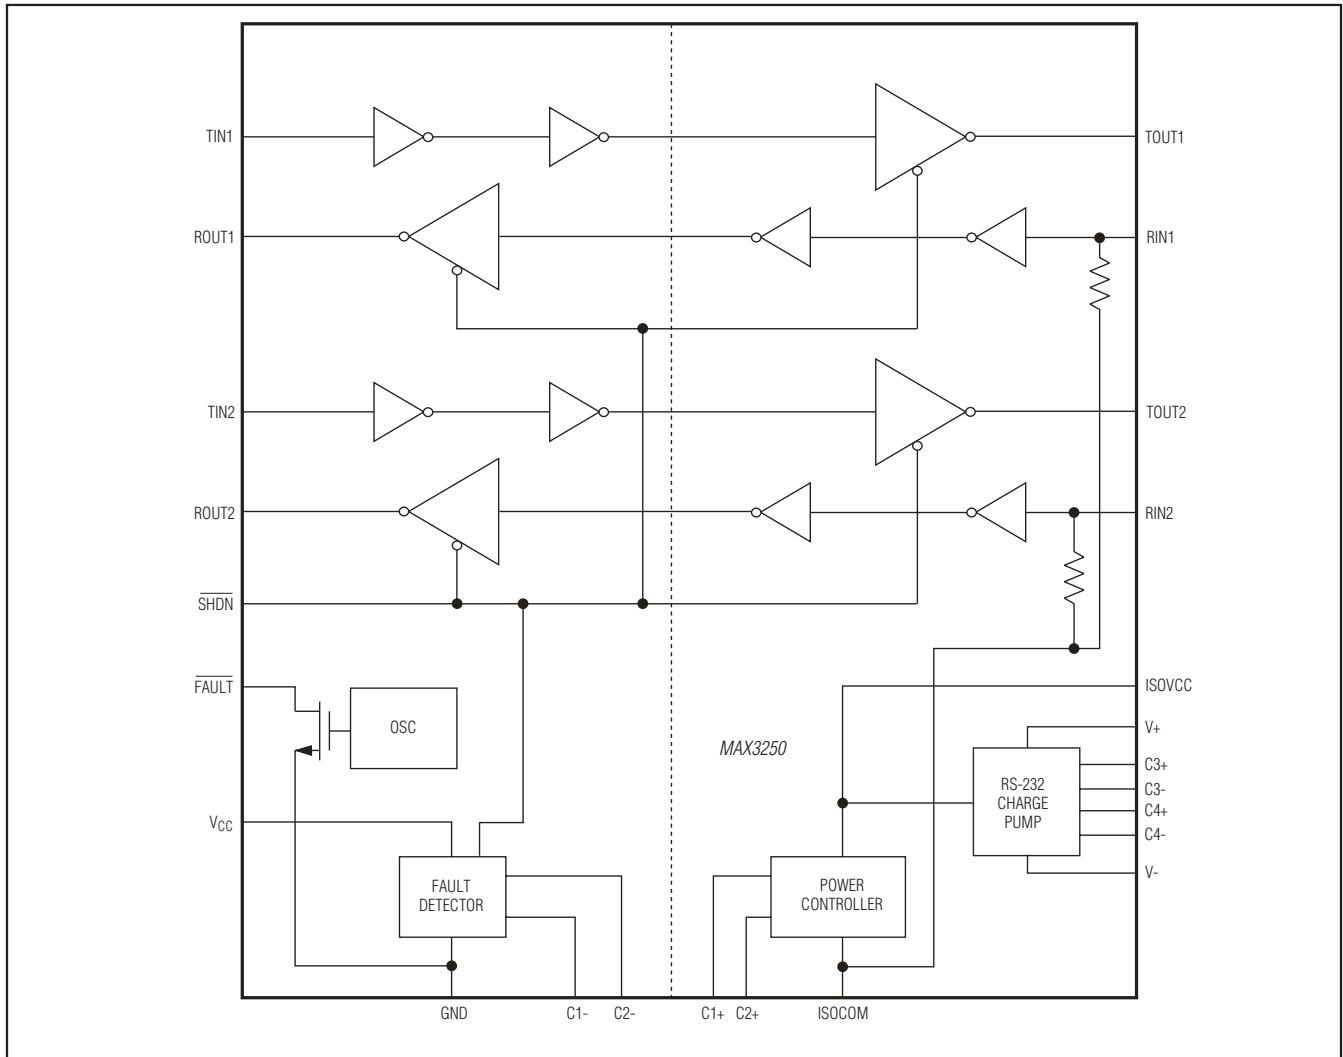 TIN1
TOUT1
ROUT1
RIN1
TIN2
TOUT2
ROUT2
RIN2
SHDN
FAULT
OSC
ISOVCC
MAX3250
V+
RS-232
CHARGE
PUMP
C3+
C3-
C4+
C4-
V-
VCC
FAULT
DETECTOR
POWER
CONTROLLER
GND
C1-
C2-
C1+
C2+
ISOCOM